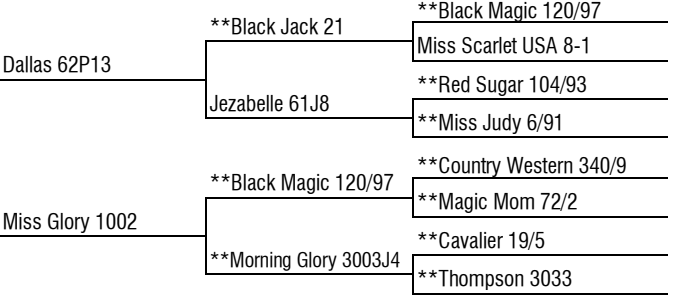 **Black Magic 120/97
**Black Jack 21
Miss Scarlet USA 8-1
Dallas 62P13
**Red Sugar 104/93
Jezabelle 61J8
**Miss Judy 6/91
**Country Western 340/9
**Black Magic 120/97
**Magic Mom 72/2
Miss Glory 1002
**Cavalier 19/5
**Morning Glory 3003J4
**Thompson 3033